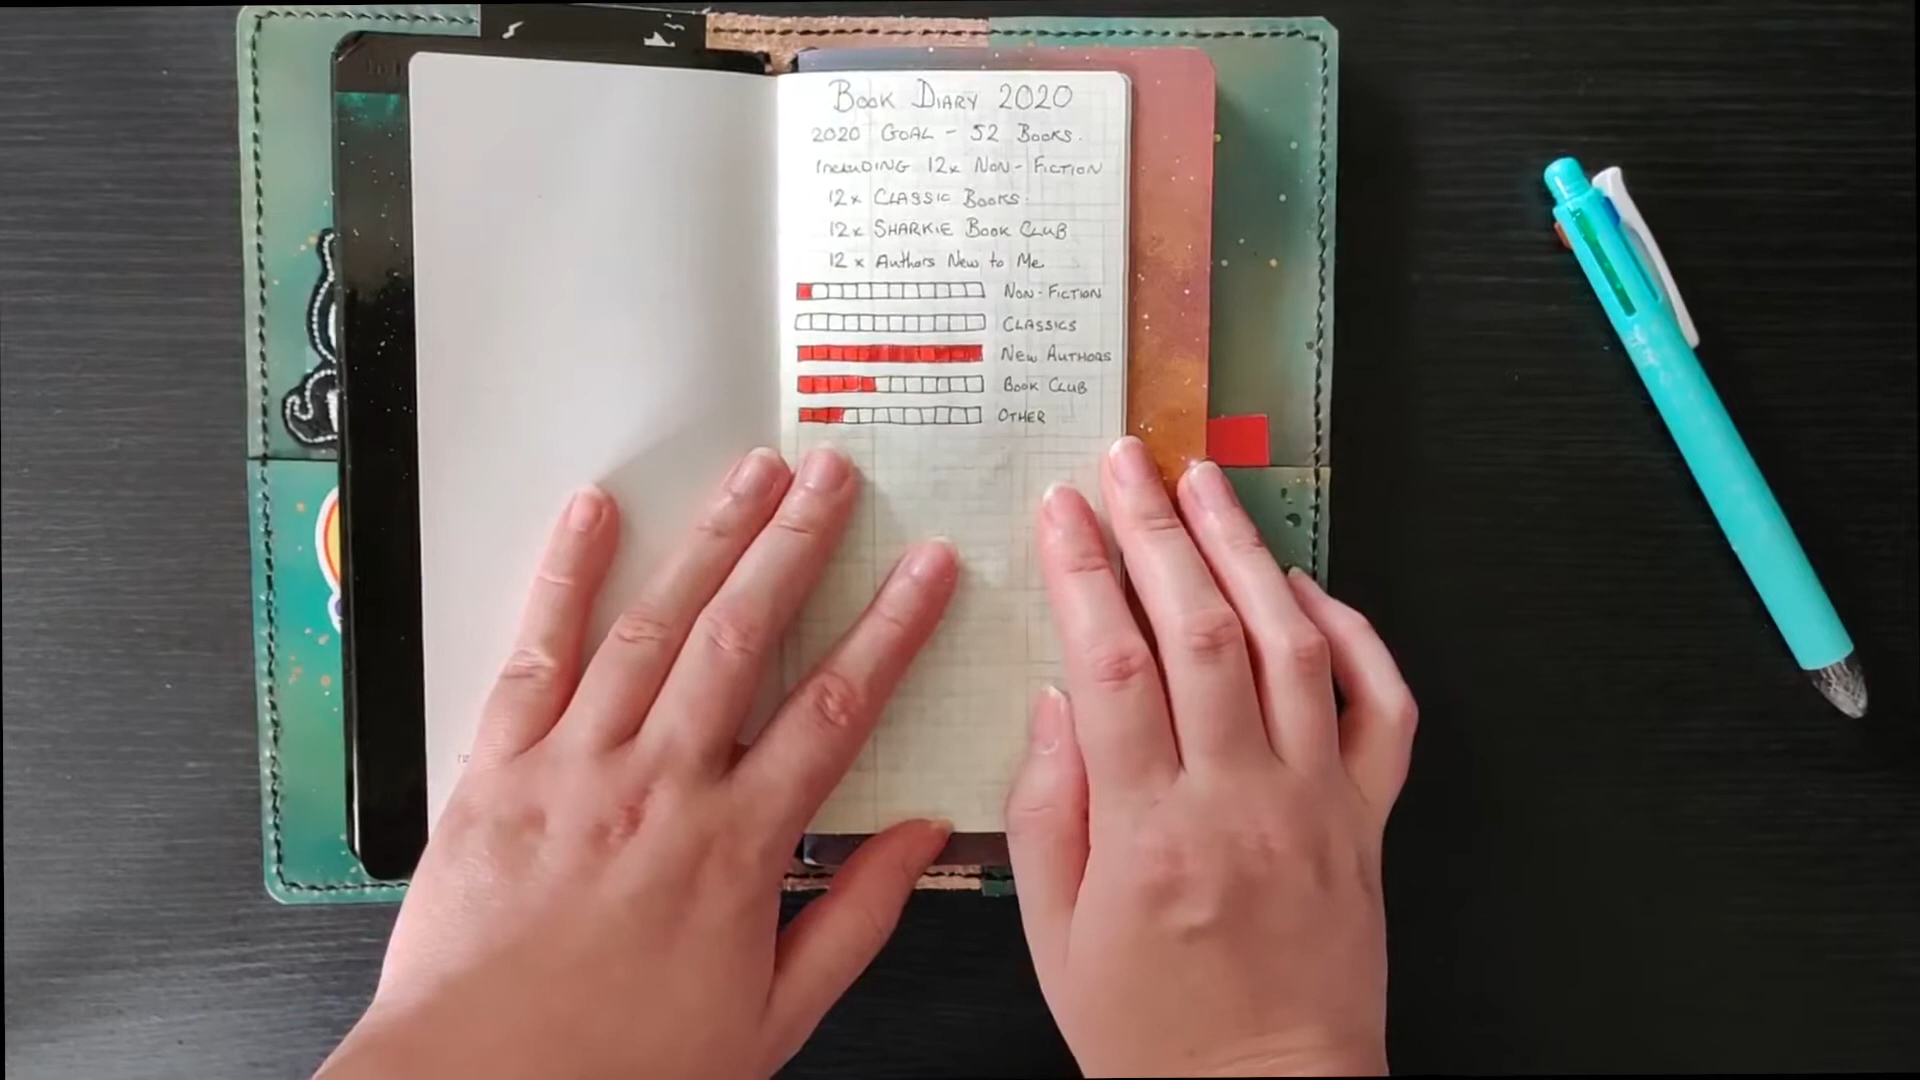 BOOK DIARY 2020
2020 GOAL - 52 BOOKS.
INCLUDING 12x NON-FICTION
12x CLASSIC BOOKS.
12x SHARKIE BOOK CLUB
12 x Authors New to Me
NON-FICTION
CLASSICS
NEW AUTHORS
BOOK CLUB
OTHER